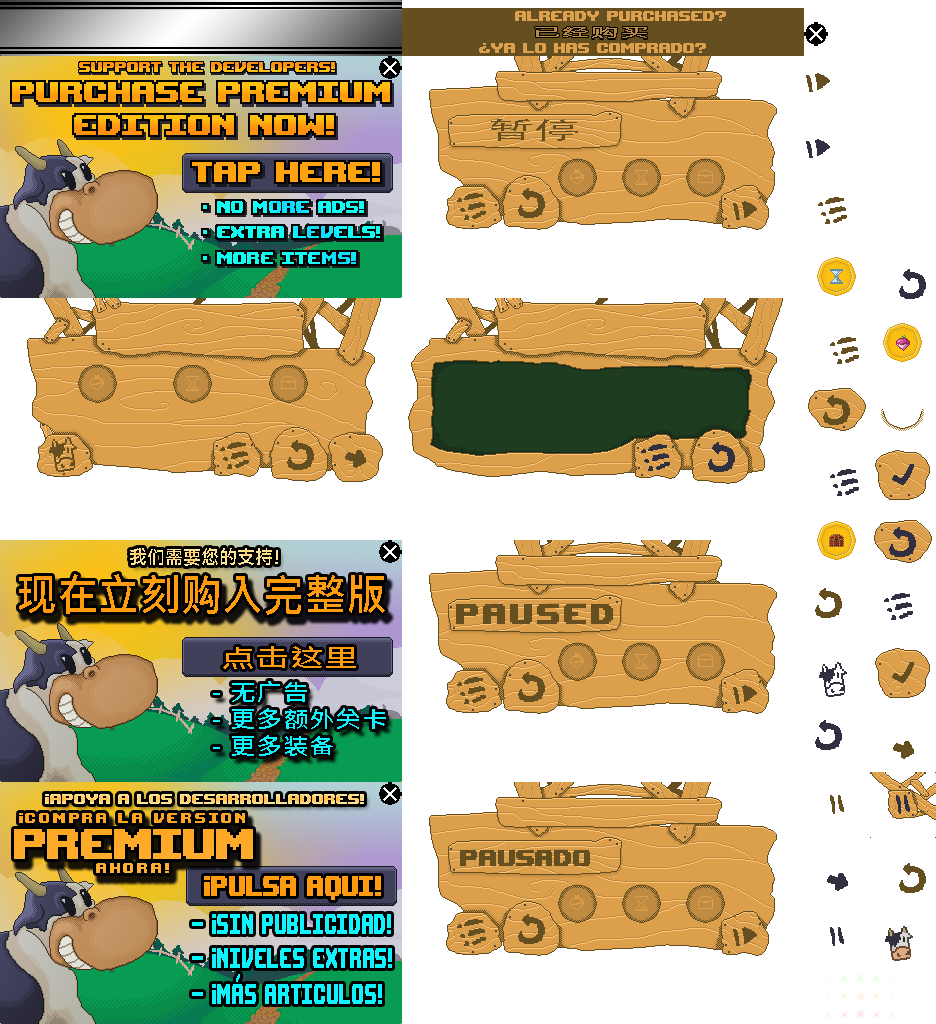 ALREADY PURCHASED?
已经购买
¿YA LO HAS COMPRADO?
SUPPORT THE DEVELOPERS!
PURCHASE PREMIUM
EDITION NOW!
TAP HERE!
· NO MORE ADS!
· EXTRA LEVELS!
· MORE ITEMS!
暂停
我们需要您的支持!
现在立刻购入完整版
点击这里
- 无广告
- 更多额外关卡
- 更多装备
PAUSED
¡APOYA A LOS DESARROLLADORES!
¡COMPRA LA VERSION
PREMIUM
AHORA!
¡PULSA AQUI!
- ¡SIN PUBLICIDAD!
- ¡NIVELES EXTRAS!
- ¡MÁS ARTICULOS!
PAUSADO